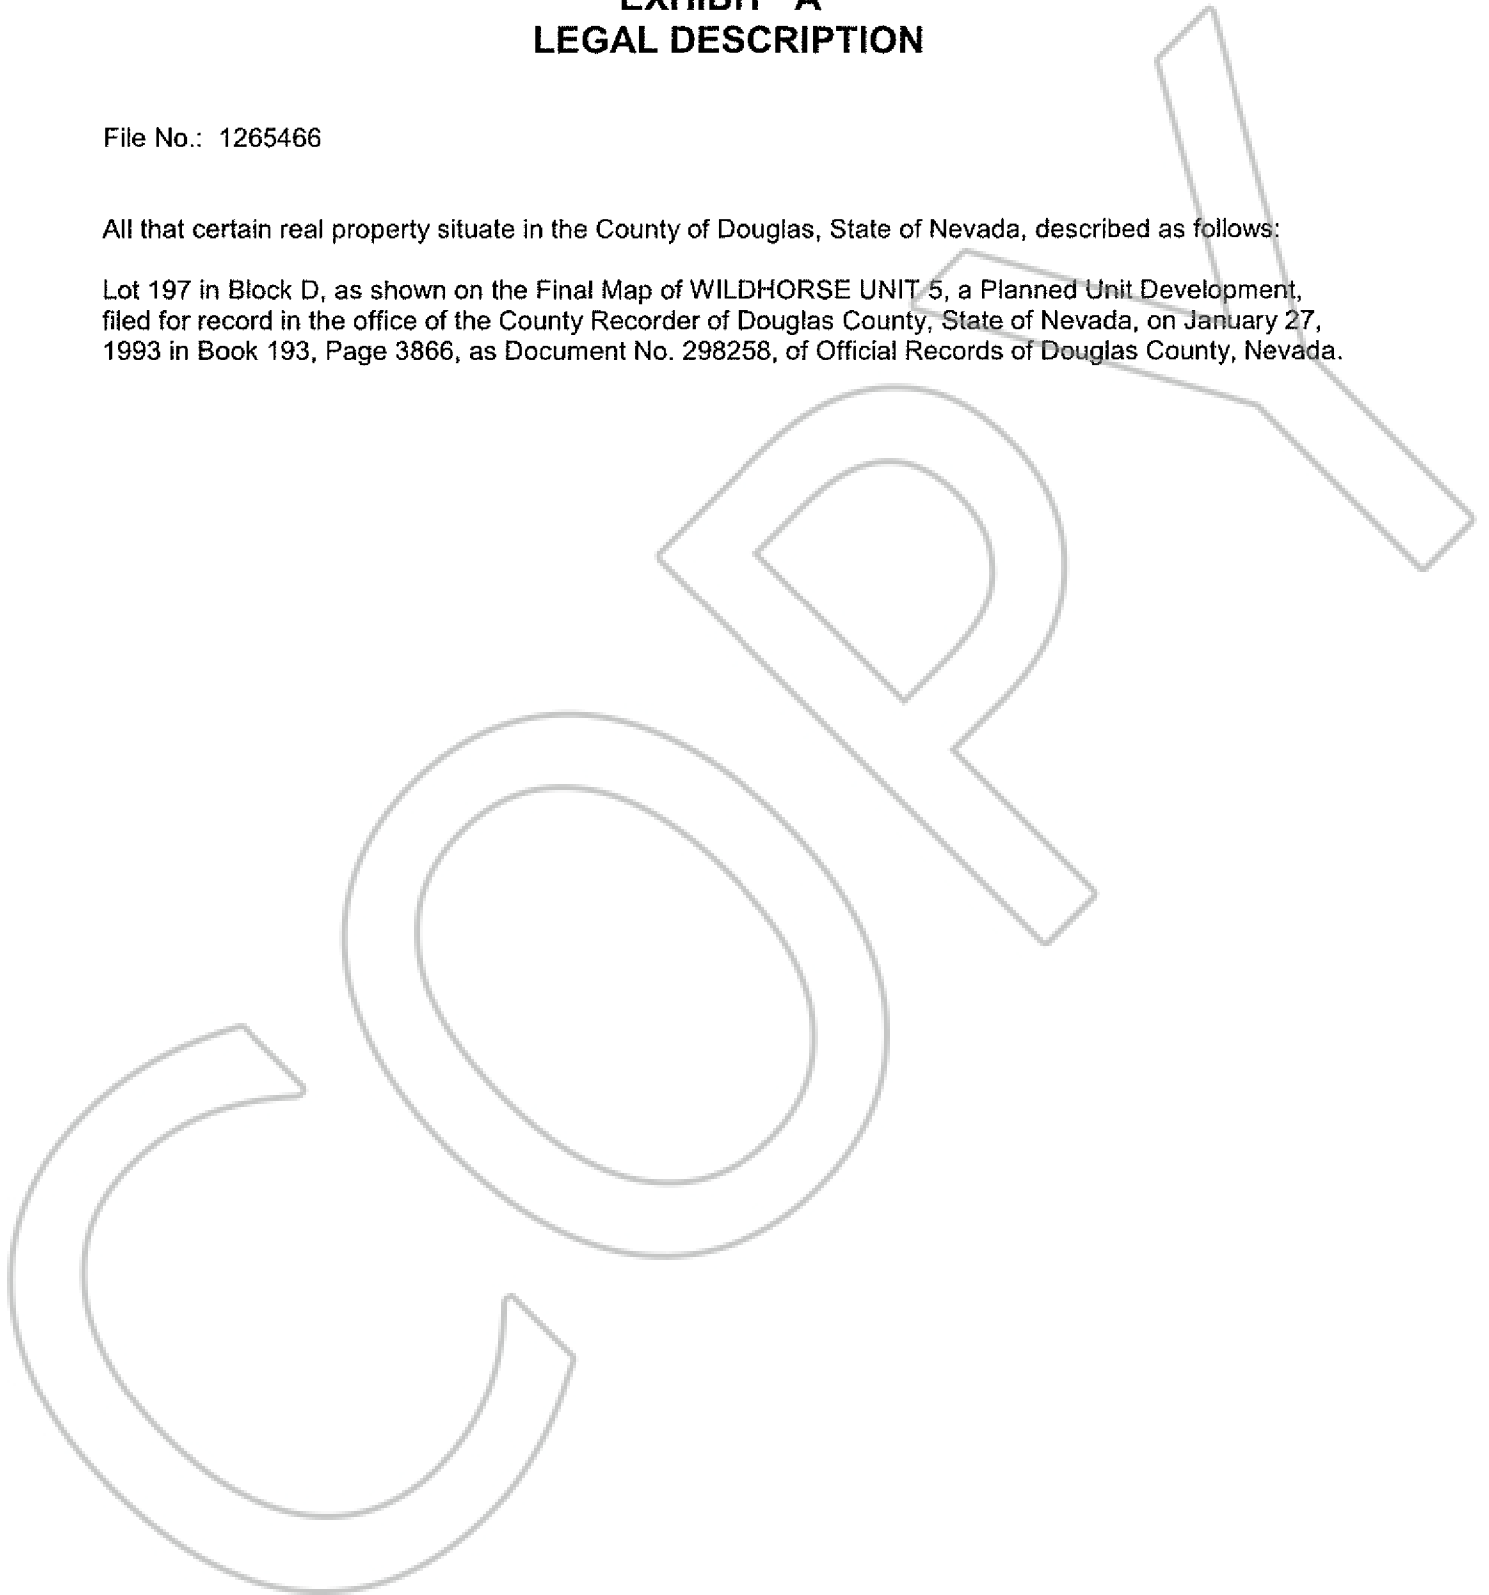 EXHIBIT "A"
LEGAL DESCRIPTION
File No.: 1265466
All that certain real property situate in the County of Douglas, State of Nevada, described as follows:
Lot 197 in Block D, as shown on the Final Map of WILDHORSE UNIT 5, a Planned Unit Development,
filed for record in the office of the County Recorder of Douglas County, State of Nevada, on January 27,
1993 in Book 193, Page 3866, as Document No. 298258, of Official Records of Douglas County, Nevada.
COPY